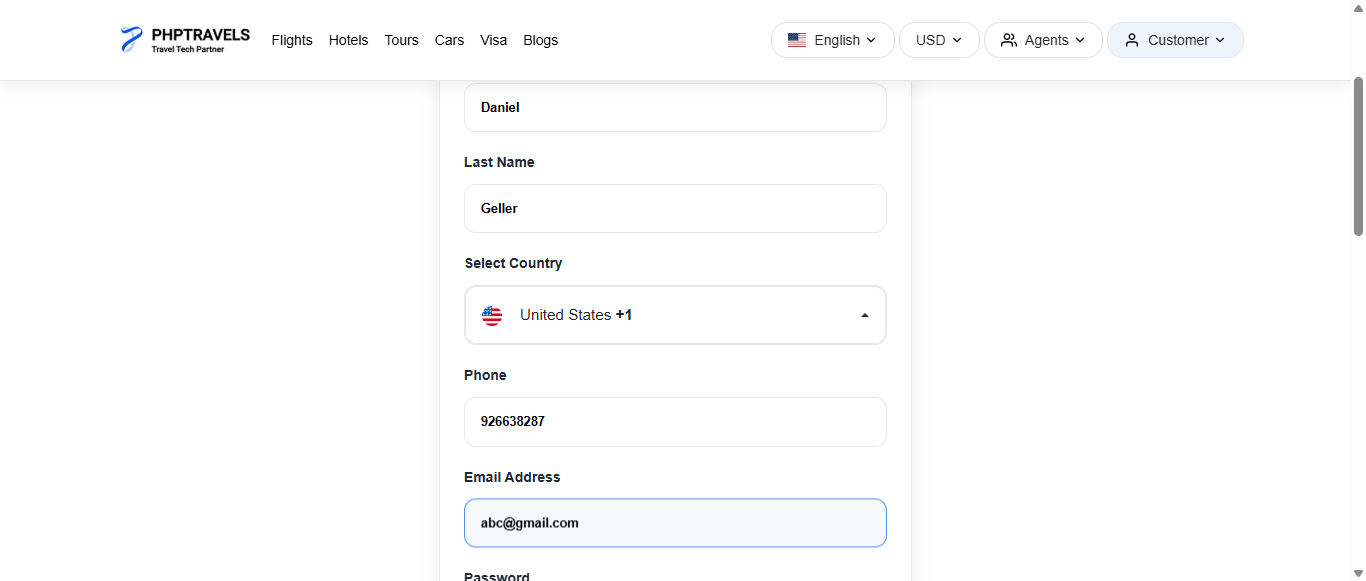 PHPTRAVELS
Travel Tech Partner
Flights Hotels Tours Cars Visa Blogs
English USD Agents Customer
Daniel
Last Name
Geller
Select Country
United States +1
Phone
926638287
Email Address
abc@gmail.com
Password